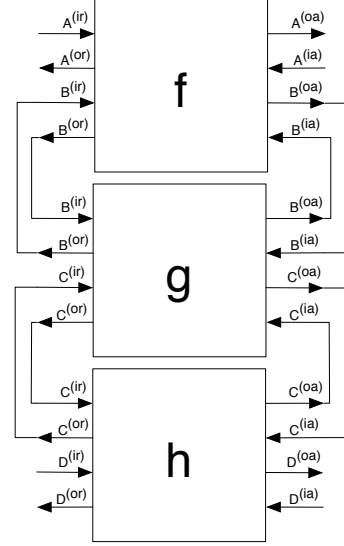 A(ir) A(oa)
A(or) A(ia)
B(ir) f B(oa)
B(or) B(ia)
B(ir) B(oa)
B(or) B(ia)
C(ir) g C(oa)
C(or) C(ia)
C(ir) C(oa)
C(or) C(ia)
D(ir) h D(oa)
D(or) D(ia)